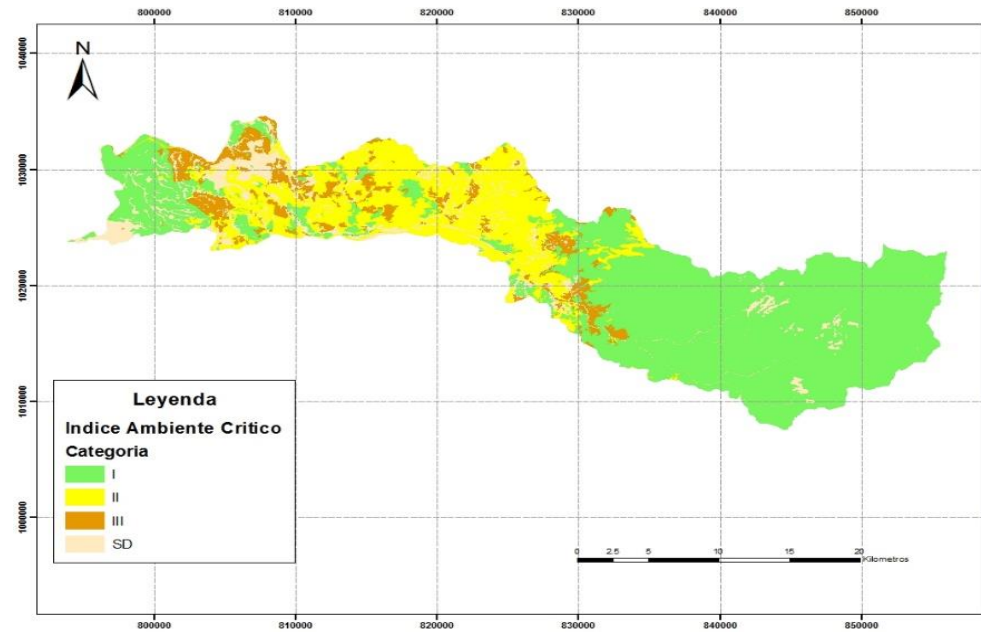 800000 810000 820000 830000 840000 850000
1040000
N
1030000
1020000
1010000
1000000
Leyenda
Indice Ambiente Critico
Categoria
I
II
III
SD
0 2.5 5 10 15 20
Kilometros
800000 810000 820000 830000 840000 850000